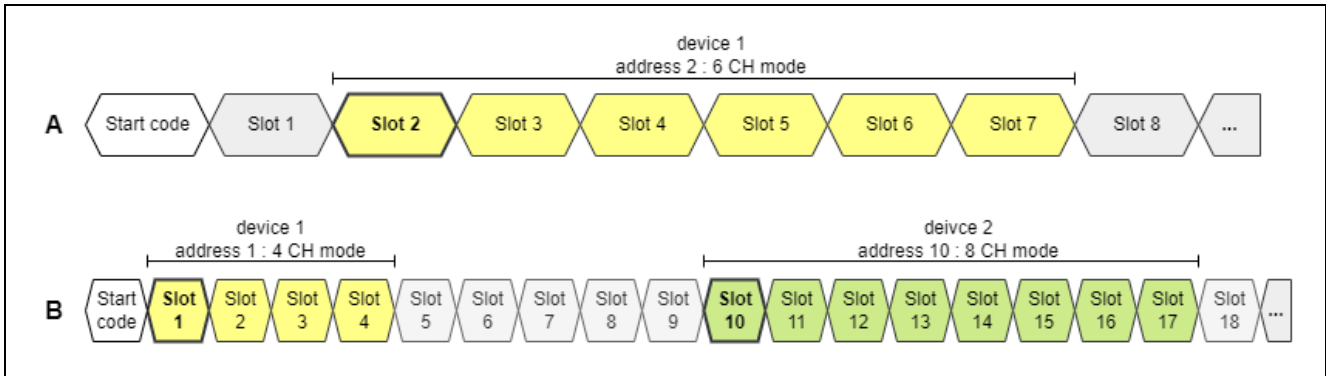 device 1
address 2 : 6 CH mode
A
Start code
Slot 1
Slot 2
Slot 3
Slot 4
Slot 5
Slot 6
Slot 7
Slot 8
...
device 1
address 1 : 4 CH mode
deivce 2
address 10 : 8 CH mode
B
Start
code
Slot
1
Slot
2
Slot
3
Slot
4
Slot
5
Slot
6
Slot
7
Slot
8
Slot
9
Slot
10
Slot
11
Slot
12
Slot
13
Slot
14
Slot
15
Slot
16
Slot
17
Slot
18
...